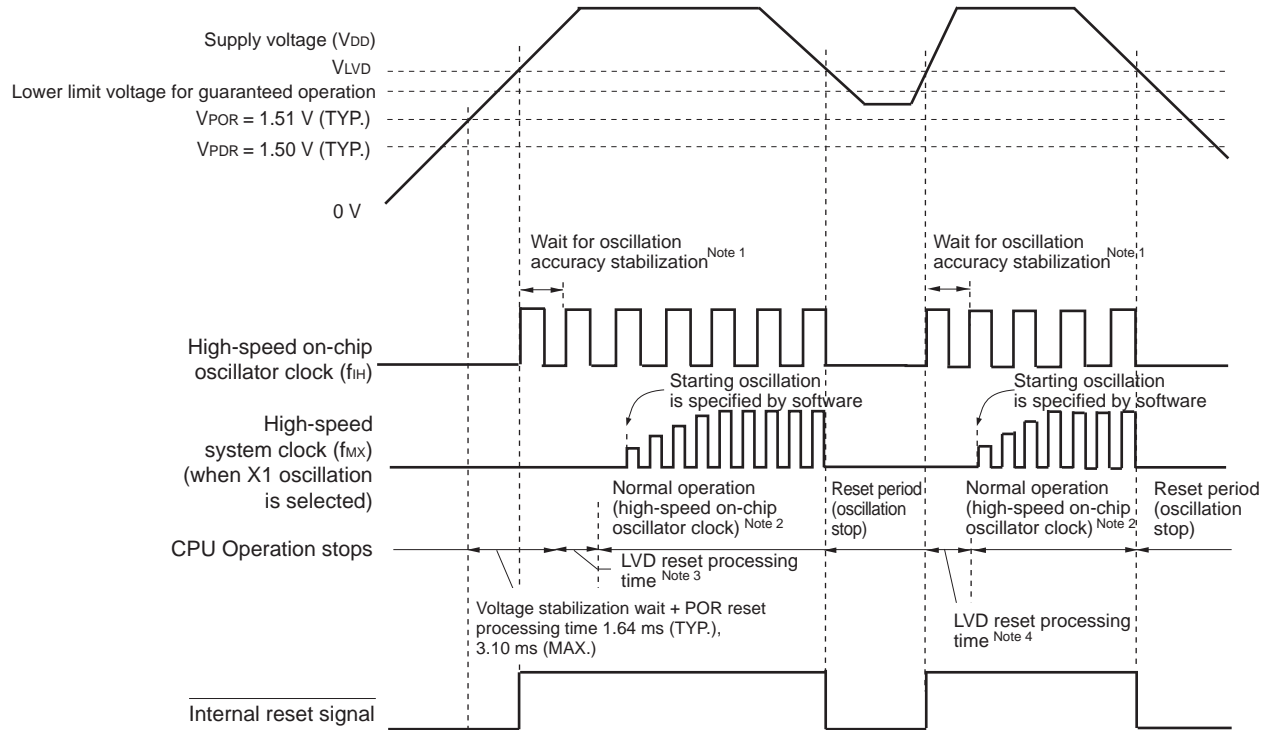 Supply voltage (VDD)
VLVD
Lower limit voltage for guaranteed operation
VPOR = 1.51 V (TYP.)
VPDR = 1.50 V (TYP.)
0 V
Wait for oscillation
accuracy stabilization Note 1
Wait for oscillation
accuracy stabilization Note 1
High-speed on-chip
oscillator clock (fIH)
Starting oscillation
is specified by software
Starting oscillation
is specified by software
High-speed
system clock (fMX)
(when X1 oscillation
is selected)
Normal operation
(high-speed on-chip
oscillator clock) Note 2
Reset period
(oscillation
stop)
Normal operation
(high-speed on-chip
oscillator clock) Note 2
Reset period
(oscillation
stop)
CPU Operation stops
LVD reset processing
time Note 3
Voltage stabilization wait + POR reset
processing time 1.64 ms (TYP.),
3.10 ms (MAX.)
LVD reset processing
time Note 4
Internal reset signal